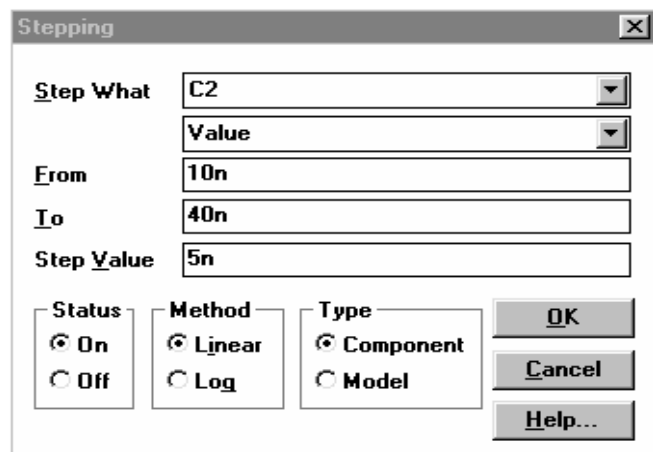 Stepping
Step What C2
Value
From 10n
To 40n
Step Value 5n
Status Method Type
On Linear Component
Off Log Model
OK
Cancel
Help...